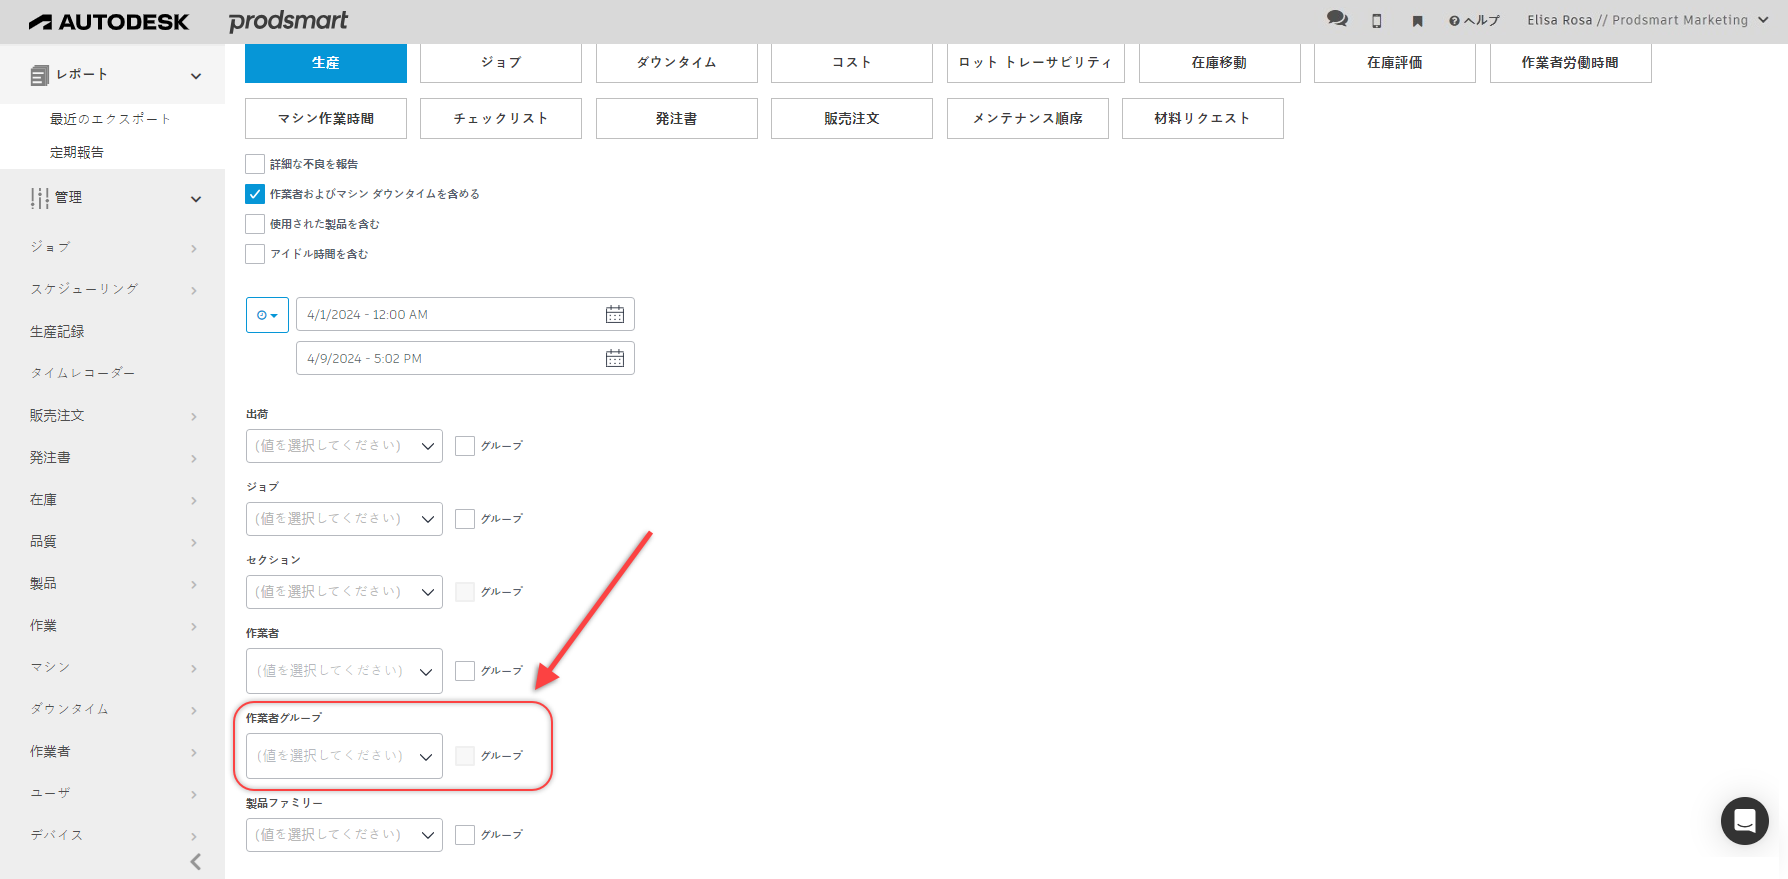 AUTODESK prodsmart
ヘルプ Elisa Rosa // Prodsmart Marketing
レポート
最近のエクスポート
定期報告
管理
ジョブ
スケジューリング
生産記録
タイムレコーダー
販売注文
発注書
在庫
品質
製品
作業
マシン
ダウンタイム
作業者
ユーザ
デバイス
生産 ジョブ ダウンタイム コスト ロット トレーサビリティ 在庫移動 在庫評価 作業者労働時間
マシン作業時間 チェックリスト 発注書 販売注文 メンテナンス順序 材料リクエスト
詳細な不良を報告
作業者およびマシン ダウンタイムを含める
使用された製品を含む
アイドル時間を含む
4/1/2024 - 12:00 AM
4/9/2024 - 5:02 PM
出荷
(値を選択してください) グループ
ジョブ
(値を選択してください) グループ
セクション
(値を選択してください) グループ
作業者
(値を選択してください) グループ
作業者グループ
(値を選択してください) グループ
製品ファミリー
(値を選択してください) グループ